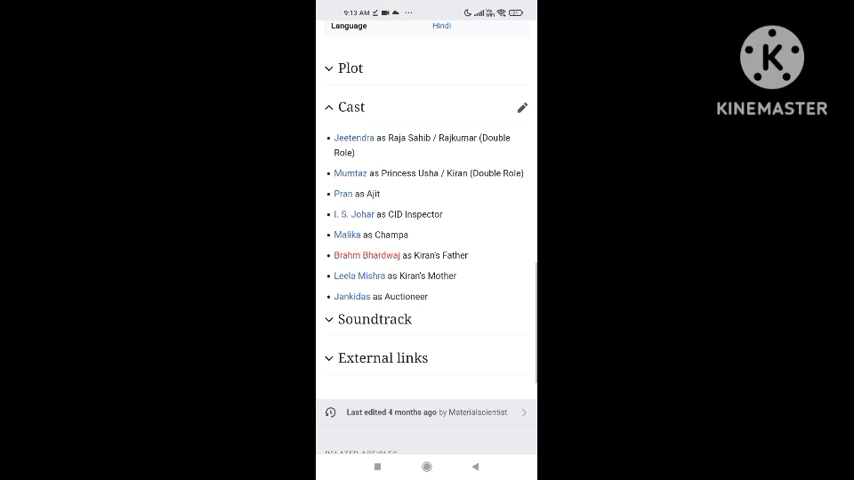 9:13 AM
Language Hindi
Plot
Cast
Jeetendra as Raja Sahib / Rajkumar (Double
Role)
Mumtaz as Princess Usha / Kiran (Double Role)
Pran as Ajit
I. S. Johar as CID Inspector
Malika as Champa
Brahm Bhardwaj as Kiran's Father
Leela Mishra as Kiran's Mother
Jankidas as Auctioneer
Soundtrack
External links
Last edited 4 months ago by Materialscientist
RELATED ARTICLES
K
KINEMASTER